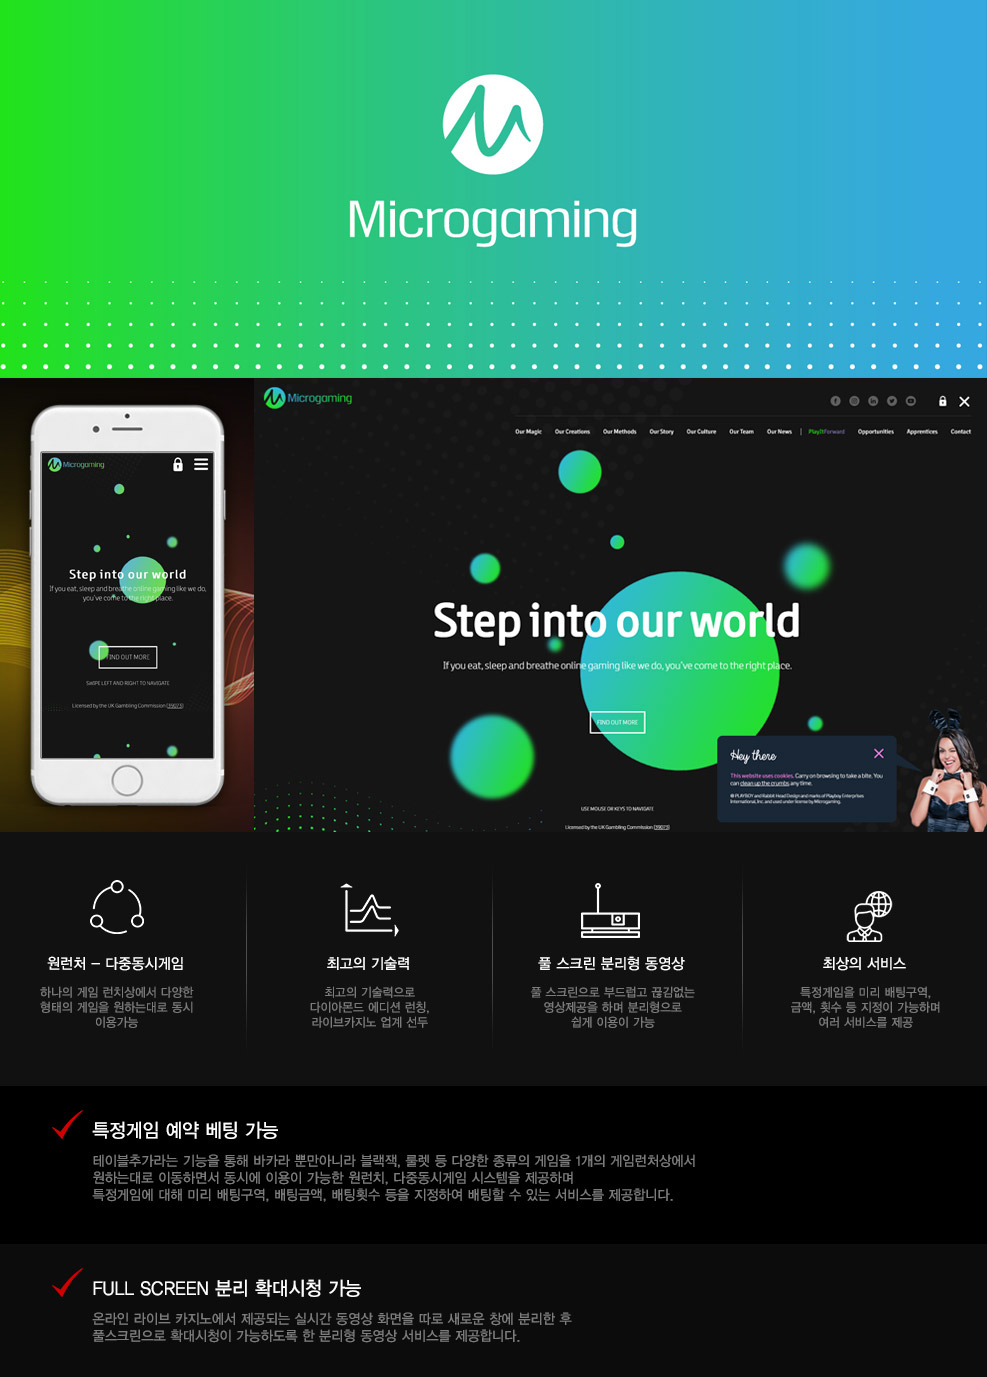 Microgaming
Microgaming
Step into our world
If you eat, sleep and breathe online gaming like we do,
you've come to the right place.
FIND OUT MORE
SWIPE LEFT AND RIGHT TO NAVIGATE
Licensed by the UK Gambling Commission (39073)
Microgaming
Our Magic Our Creations Our Methods Our Story Our Culture Our Team Our News | PlayItForward Opportunities Apprentices Contact
Step into our world
If you eat, sleep and breathe online gaming like we do, you've come to the right place.
FIND OUT MORE
Hey there
This website uses cookies. Carry on browsing to take a bite. You
can clean up the crumbs any time.
® PLAYBOY and Rabbit Head Design and marks of Playboy Enterprises
International, Inc. and used under license by Microgaming.
USE MOUSE OR KEYS TO NAVIGATE
Licensed by the UK Gambling Commission (39073)
원런처 – 다중동시게임
하나의 게임 런치상에서 다양한
형태의 게임을 원하는대로 동시
이용가능
최고의 기술력
최고의 기술력으로
다이아몬드 에디션 런칭,
라이브카지노 업계 선두
풀 스크린 분리형 동영상
풀 스크린으로 부드럽고 끊김없는
영상제공을 하며 분리형으로
쉽게 이용이 가능
최상의 서비스
특정게임을 미리 배팅구역,
금액, 횟수 등 지정이 가능하며
여러 서비스를 제공
특정게임 예약 베팅 가능
테이블추가라는 기능을 통해 바카라 뿐만아니라 블랙잭, 룰렛 등 다양한 종류의 게임을 1개의 게임런처상에서
원하는대로 이동하면서 동시에 이용이 가능한 원런치, 다중동시게임 시스템을 제공하며
특정게임에 대해 미리 배팅구역, 배팅금액, 배팅횟수 등을 지정하여 배팅할 수 있는 서비스를 제공합니다.
FULL SCREEN 분리 확대시청 가능
온라인 라이브 카지노에서 제공되는 실시간 동영상 화면을 따로 새로운 창에 분리한 후
풀스크린으로 확대시청이 가능하도록 한 분리형 동영상 서비스를 제공합니다.